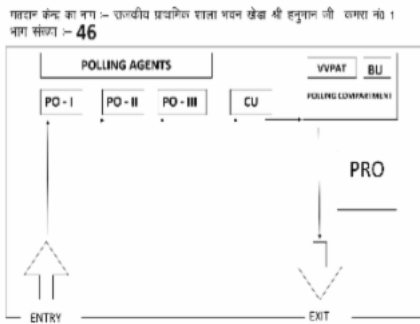 मतदान केन्द्र का नाम :– राजकीय प्राथमिक शाला भवन खेडा श्री हनुमान जी कमरा नं0 1
भाग संख्या :– 46
POLLING AGENTS
VVPAT BU
PO - I PO - II PO - III CU
POLLING COMPARTMENT
PRO
ENTRY EXIT